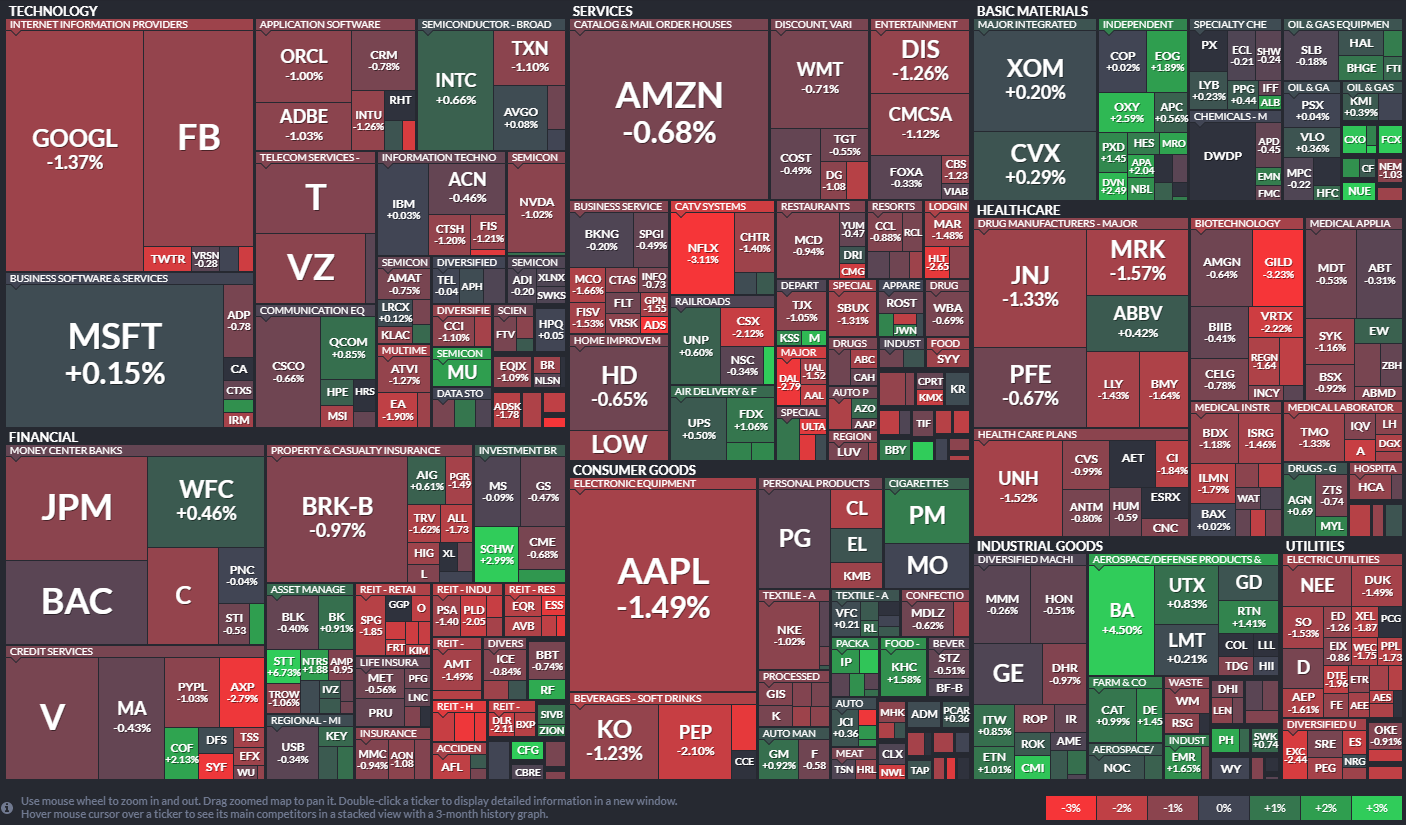 TECHNOLOGY
INTERNET INFORMATION PROVIDERS
GOOGL
-1.37%
FB
TWTR
VRSN
-0.28
APPLICATION SOFTWARE
ORCL
-1.00%
CRM
-0.78%
ADBE
-1.03%
INTU
-1.26%
RHT
SEMICONDUCTOR - BROAD
INTC
+0.66%
TXN
-1.10%
AVGO
+0.08%
TELECOM SERVICES -
T
VZ
INFORMATION TECHNO
IBM
+0.03%
ACN
-0.46%
CTSH
-1.20%
FIS
-1.21%
SEMICON
NVDA
-1.02%
BUSINESS SOFTWARE & SERVICES
MSFT
+0.15%
ADP
-0.78
CA
CTXS
IRM
COMMUNICATION EQ
CSCO
-0.66%
QCOM
+0.85%
HPE
HRS
MSI
SEMICON
AMAT
-0.75%
LRCX
+0.12%
KLAC
DIVERSIFIED
TEL
-0.04
APH
SEMICON
ADI
-0.20
XLNX
SWKS
DIVERSIFIE
CCI
-1.10%
SCIEN
FTV
HPQ
+0.05
MULTIME
ATVI
-1.27%
EA
-1.90%
SEMICON
MU
DATA STO
EQIX
-1.09%
BR
NLSN
ADSK
-1.78
SERVICES
CATALOG & MAIL ORDER HOUSES
AMZN
-0.68%
DISCOUNT, VARI
WMT
-0.71%
COST
-0.49%
TGT
-0.55%
DG
-1.08
ENTERTAINMENT
DIS
-1.26%
CMCSA
-1.12%
FOXA
-0.33%
CBS
-1.23
VIAB
BUSINESS SERVICE
BKNG
-0.20%
SPGI
-0.49%
MCO
-1.66%
CTAS
INFO
-0.73
FISV
-1.53%
FLT
GPN
-1.55
VRSK
ADS
CATV SYSTEMS
NFLX
-3.11%
CHTR
-1.40%
RESTAURANTS
MCD
-0.94%
YUM
-0.47
DRI
CMG
RESORTS
CCL
-0.88%
RCL
LODGIN
MAR
-1.48%
HLT
-2.65
HOME IMPROVEM
HD
-0.65%
LOW
RAILROADS
UNP
+0.60%
CSX
-2.12%
NSC
-0.34%
AIR DELIVERY & F
UPS
+0.50%
FDX
+1.06%
DEPART
TJX
-1.05%
KSS
M
SPECIAL
SBUX
-1.31%
APPARE
ROST
JWN
DRUG
WBA
-0.69%
MAJOR
DAL
-2.79
UAL
-1.52
AAL
DRUGS
ABC
CAH
INDUST
FOOD
SYY
SPECIAL
ULTA
AUTO P
AZO
AAP
REGION
LUV
CPRT
KMX
KR
TIF
BBY
BASIC MATERIALS
MAJOR INTEGRATED
XOM
+0.20%
CVX
+0.29%
INDEPENDENT
COP
+0.02%
EOG
+1.89%
OXY
+2.59%
APC
+0.56%
PXD
+1.45
HES
MRO
APA
+2.04
DVN
+2.49
NBL
SPECIALTY CHE
PX
ECL
-0.21
SHW
-0.24
LYB
+0.23%
PPG
+0.44
IFF
ALB
CHEMICALS - M
DWDP
APD
-0.45
EMN
FMC
OIL & GAS EQUIPMEN
SLB
-0.18%
HAL
BHGE
FTI
OIL & GA
PSX
+0.04%
VLO
+0.36%
MPC
-0.22
HFC
OIL & GAS
KMI
+0.39%
CXO
FCX
CF
NEM
-1.03
NUE
HEALTHCARE
DRUG MANUFACTURERS - MAJOR
JNJ
-1.33%
PFE
-0.67%
MRK
-1.57%
ABBV
+0.42%
LLY
-1.43%
BMY
-1.64%
BIOTECHNOLOGY
AMGN
-0.64%
GILD
-3.23%
BIIB
-0.41%
VRTX
-2.22%
CELG
-0.78%
REGN
-1.64
INCY
MEDICAL APPLIA
MDT
-0.53%
ABT
-0.31%
SYK
-1.16%
EW
BSX
-0.92%
ZBH
ABMD
HEALTH CARE PLANS
UNH
-1.52%
CVS
-0.99%
AET
CI
-1.84%
ANTM
-0.80%
HUM
-0.59
ESRX
CNC
MEDICAL INSTR
BDX
-1.18%
ISRG
-1.46%
ILMN
-1.79%
WAT
BAX
+0.02%
MEDICAL LABORATOR
TMO
-1.33%
IQV
LH
A
DGX
DRUGS - G
AGN
+0.69
ZTS
-0.74
MYL
HOSPITA
HCA
FINANCIAL
MONEY CENTER BANKS
JPM
WFC
+0.46%
BAC
C
PNC
-0.04%
STI
-0.53
PROPERTY & CASUALTY INSURANCE
BRK-B
-0.97%
AIG
+0.61%
PGR
-1.49
TRV
-1.62%
ALL
-1.73
HIG
XL
L
INVESTMENT BR
MS
-0.09%
GS
-0.47%
SCHW
+2.99%
CME
-0.68%
CREDIT SERVICES
V
MA
-0.43%
PYPL
-1.03%
AXP
-2.79%
COF
+2.13%
DFS
TSS
SYF
EFX
WU
ASSET MANAGE
BLK
-0.40%
BK
+0.91%
STT
+6.73%
NTRS
+1.88
AMP
-0.95
TROW
-1.06%
IVZ
REGIONAL - MI
USB
-0.34%
KEY
REIT - RETAI
SPG
-1.85
GGP
O
FRT
KIM
LIFE INSURA
MET
-0.56%
PFG
PRU
LNC
INSURANCE
MMC
-0.94%
AON
-1.08
REIT - INDU
PSA
-1.40
PLD
-2.05
REIT - RES
EQR
ESS
AVB
REIT -
AMT
-1.49%
DIVERS
ICE
-0.84%
BBT
-0.74%
RF
REIT - H
REIT -
DLR
-2.11
BXP
SIVB
ZION
ACCIDEN
AFL
CFG
CBRE
CONSUMER GOODS
ELECTRONIC EQUIPMENT
AAPL
-1.49%
PERSONAL PRODUCTS
PG
CL
EL
KMB
CIGARETTES
PM
MO
TEXTILE - A
NKE
-1.02%
TEXTILE - A
VFC
+0.21
RL
CONFECTIO
MDLZ
-0.62%
PACKA
IP
FOOD -
KHC
+1.58%
BEVER
STZ
-0.51%
BF-B
BEVERAGES - SOFT DRINKS
KO
-1.23%
PEP
-2.10%
CCE
PROCESSED
GIS
K
AUTO MAN
GM
+0.92%
F
-0.58
AUTO
JCI
+0.36
MHK
ADM
PCAR
+0.36
MEAT
TSN
HRL
CLX
NWL
TAP
INDUSTRIAL GOODS
DIVERSIFIED MACHI
MMM
-0.26%
HON
-0.51%
GE
DHR
-0.97%
ITW
+0.85%
ROP
IR
ETN
+1.01%
ROK
AME
CMI
AEROSPACE/DEFENSE PRODUCTS &
BA
+4.50%
UTX
+0.83%
GD
LMT
+0.21%
RTN
+1.41%
COL
LLL
TDG
HII
FARM & CO
CAT
+0.99%
DE
+1.45
AEROSPACE/
NOC
WASTE
WM
RSG
INDUST
EMR
+1.65%
DHI
LEN
PH
SWK
+0.74
WY
UTILITIES
ELECTRIC UTILITIES
NEE
DUK
-1.49%
SO
-1.53%
ED
-1.26
XEL
-1.87
PCG
D
EIX
-0.86
WEC
-1.75
PPL
-1.73
DTE
-1.96
ETR
AEP
-1.61%
FE
AEE
AES
DIVERSIFIED U
EXC
-2.44
SRE
ES
PEG
NRG
OKE
-0.91%
Use mouse wheel to zoom in and out. Drag zoomed map to pan it. Double-click a ticker to display detailed information in a new window.
Hover mouse cursor over a ticker to see its main competitors in a stacked view with a 3-month history graph.
-3%
-2%
-1%
0%
+1%
+2%
+3%